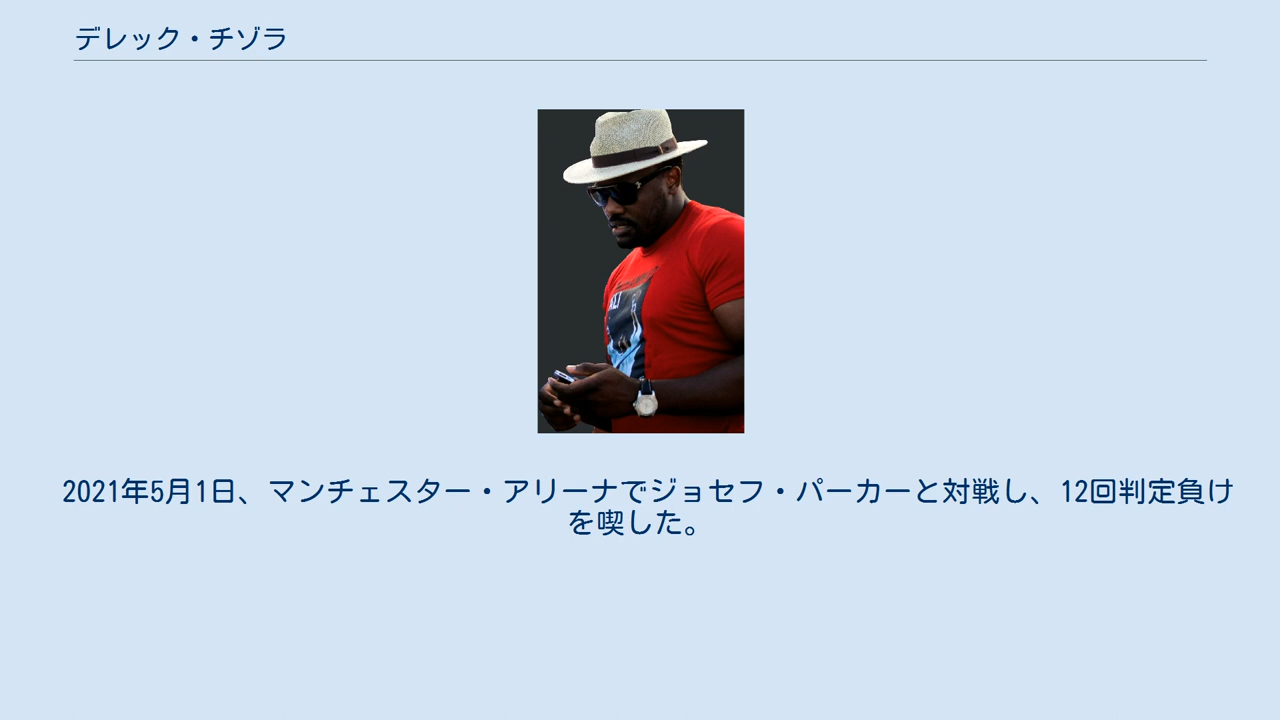 デレック・チゾラ
ALI
2021年5月1日、マンチェスター・アリーナでジョセフ・パーカーと対戦し、12回判定負け
を喫した。